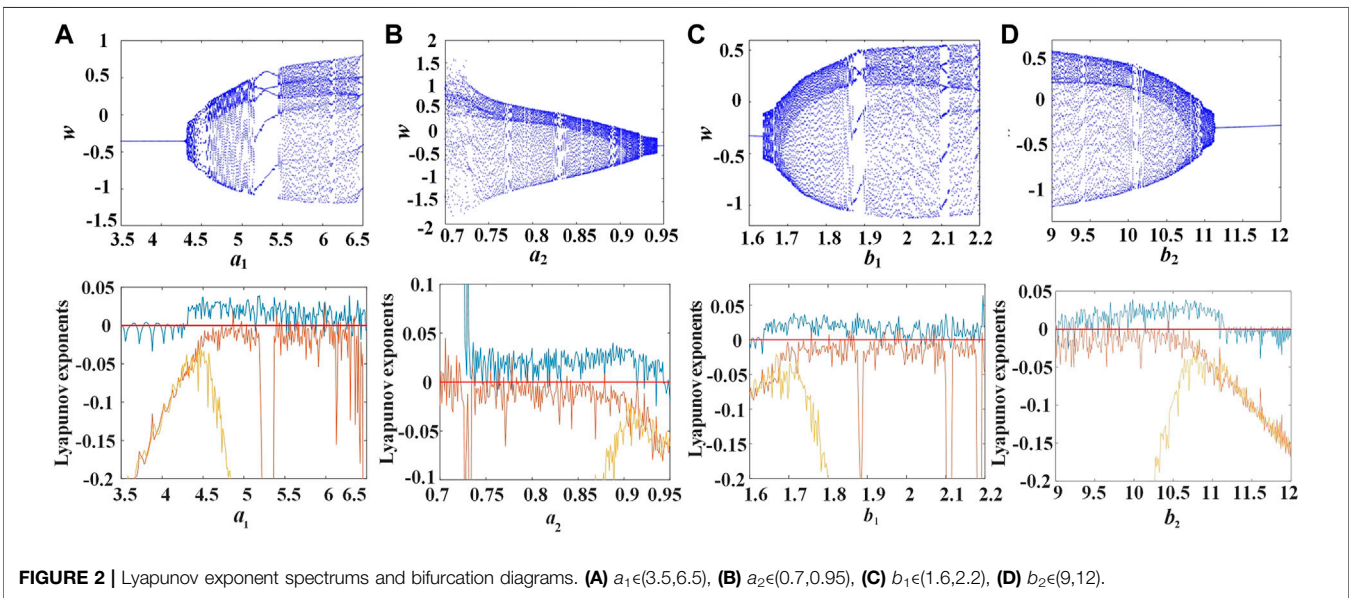 A
B
C
D
1
0.5
0
-0.5
-1
-1.5
w
3.5 4 4.5 5 5.5 6 6.5
a1
2
1.5
1
0.5
0
-0.5
-1
-1.5
-2
w
0.7 0.75 0.8 0.85 0.9 0.95
a2
0.5
0
-0.5
-1
w
1.6 1.7 1.8 1.9 2 2.1 2.2
b1
1
0.5
0
-0.5
-1
9 9.5 10 10.5 11 11.5 12
b2
0.05
0
-0.05
-0.1
-0.15
-0.2
Lyapunov exponents
3.5 4 4.5 5 5.5 6 6.5
a1
0.1
0.05
0
-0.05
-0.1
Lyapunov exponents
0.7 0.75 0.8 0.85 0.9 0.95
a2
0.05
0
-0.05
-0.1
-0.15
-0.2
Lyapunov exponents
1.6 1.7 1.8 1.9 2 2.1 2.2
b1
0.05
0
-0.05
-0.1
-0.15
-0.2
Lyapunov exponents
9 9.5 10 10.5 11 11.5 12
b2
FIGURE 2 | Lyapunov exponent spectrums and bifurcation diagrams. (A) a1ϵ(3.5,6.5), (B) a2ϵ(0.7,0.95), (C) b1ϵ(1.6,2.2), (D) b2ϵ(9,12).